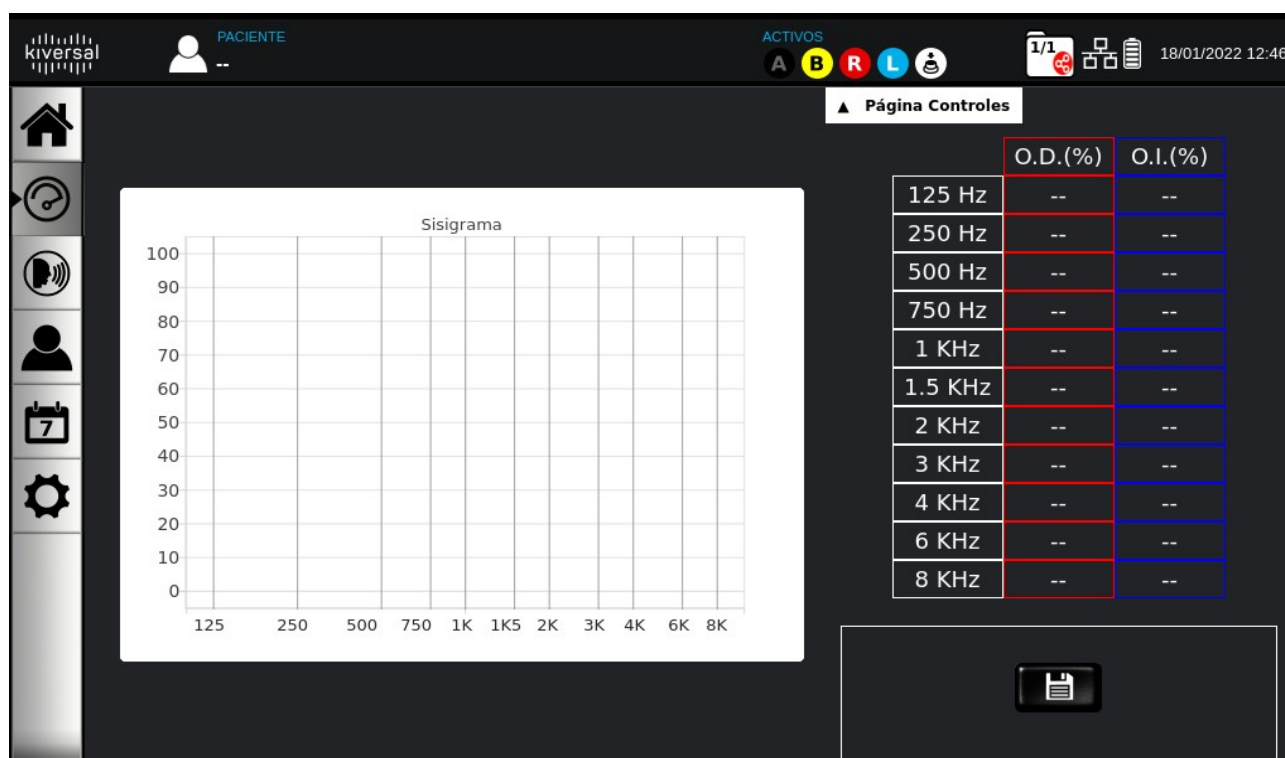 kiversal
PACIENTE
--
ACTIVOS
A B R L
1/1
18/01/2022 12:46
▲ Página Controles
7
Sisigrama
100
90
80
70
60
50
40
30
20
10
0
125 250 500 750 1K 1K5 2K 3K 4K 6K 8K
O.D.(%) O.I.(%)
125 Hz -- --
250 Hz -- --
500 Hz -- --
750 Hz -- --
1 KHz -- --
1.5 KHz -- --
2 KHz -- --
3 KHz -- --
4 KHz -- --
6 KHz -- --
8 KHz -- --